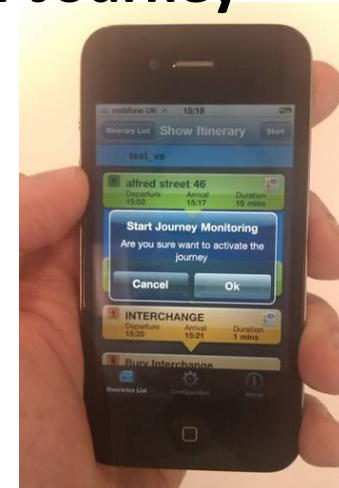 Journey
vodafone UK 15:18
Itinerary List Show Itinerary Start
test_va
alfred street 46
Departure Arrival Duration
15:02 15:17 15 mins
Start Journey Monitoring
Are you sure want to activate the
journey
Cancel Ok
INTERCHANGE
Departure Arrival Duration
15:20 15:21 1 mins
Bury Interchange
Itineraries List Configuration About